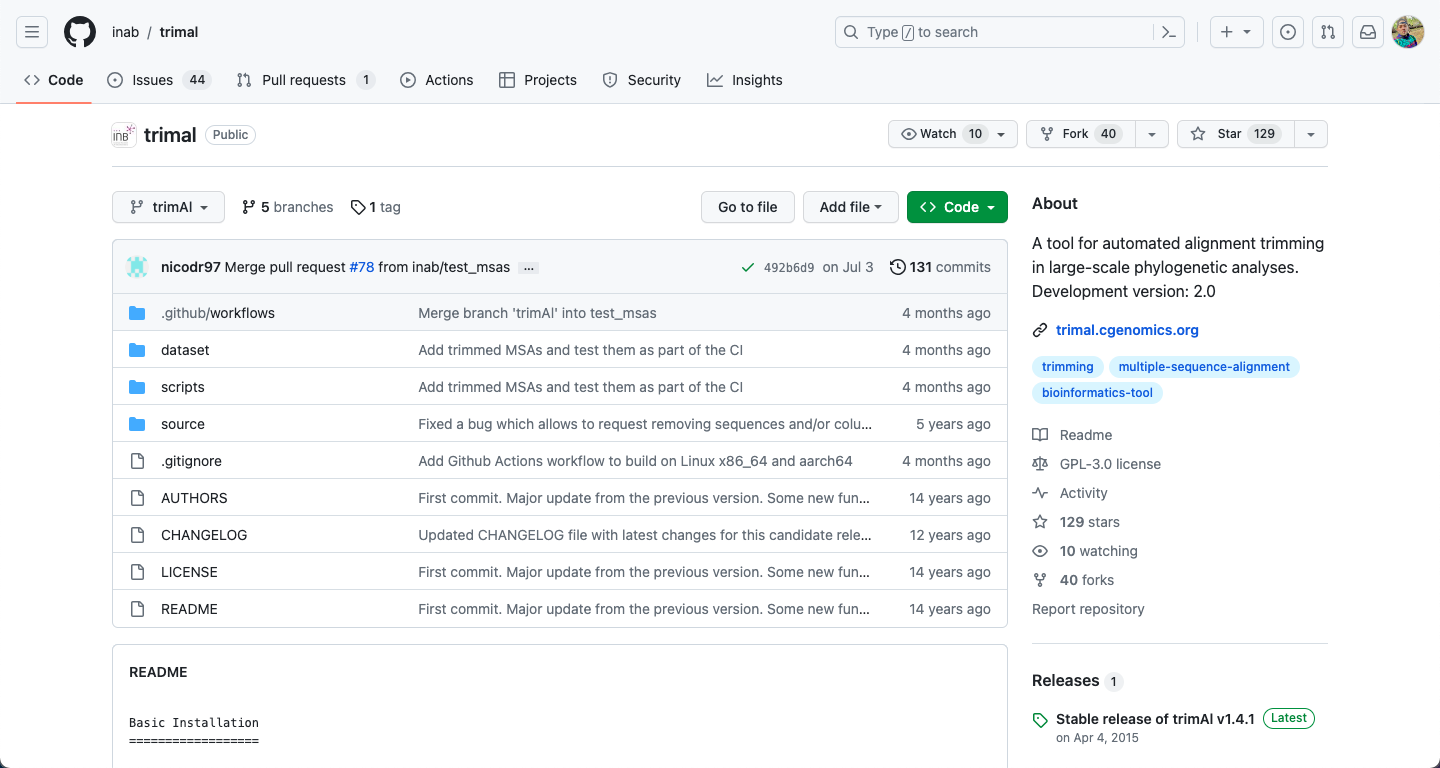 inab / trimal
Type / to search
Code
Issues 44
Pull requests 1
Actions
Projects
Security
Insights
inB
trimal Public
Watch 10
Fork 40
Star 129
trimAl
5 branches
1 tag
Go to file
Add file
Code
nicodr97 Merge pull request #78 from inab/test_msas ...
492b6d9 on Jul 3
131 commits
.github/workflows Merge branch 'trimAl' into test_msas 4 months ago
dataset Add trimmed MSAs and test them as part of the CI 4 months ago
scripts Add trimmed MSAs and test them as part of the CI 4 months ago
source Fixed a bug which allows to request removing sequences and/or colu... 5 years ago
.gitignore Add Github Actions workflow to build on Linux x86_64 and aarch64 4 months ago
AUTHORS First commit. Major update from the previous version. Some new fun... 14 years ago
CHANGELOG Updated CHANGELOG file with latest changes for this candidate rele... 12 years ago
LICENSE First commit. Major update from the previous version. Some new fun... 14 years ago
README First commit. Major update from the previous version. Some new fun... 14 years ago
README
Basic Installation
==================
About
A tool for automated alignment trimming
in large-scale phylogenetic analyses.
Development version: 2.0
trimal.cgenomics.org
trimming multiple-sequence-alignment
bioinformatics-tool
Readme
GPL-3.0 license
Activity
129 stars
10 watching
40 forks
Report repository
Releases 1
Stable release of trimAl v1.4.1 Latest
on Apr 4, 2015